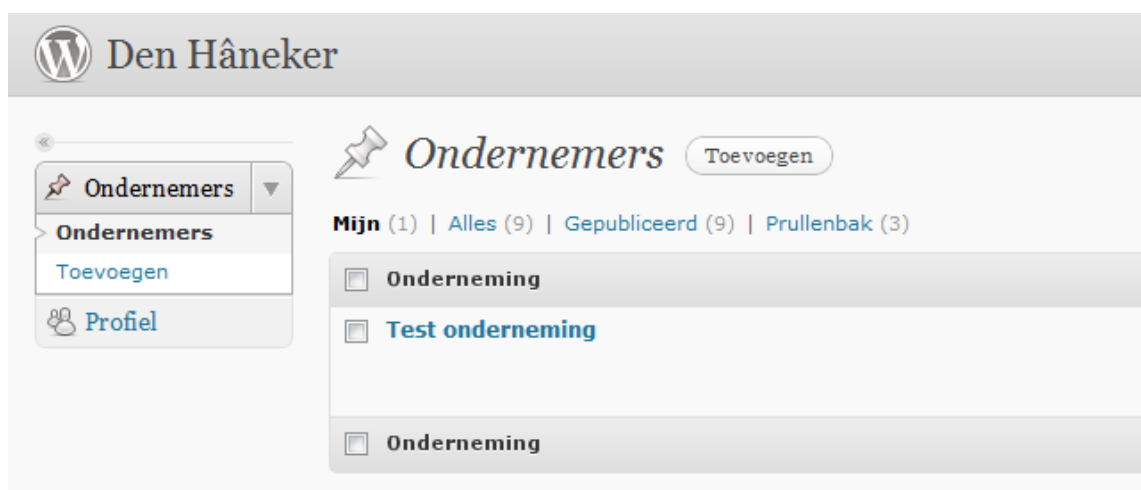 Den Hâneker
Ondernemers
Ondernemers
Toevoegen
Profiel
Ondernemers Toevoegen
Mijn (1) | Alles (9) | Gepubliceerd (9) | Prullenbak (3)
Onderneming
Test onderneming
Onderneming